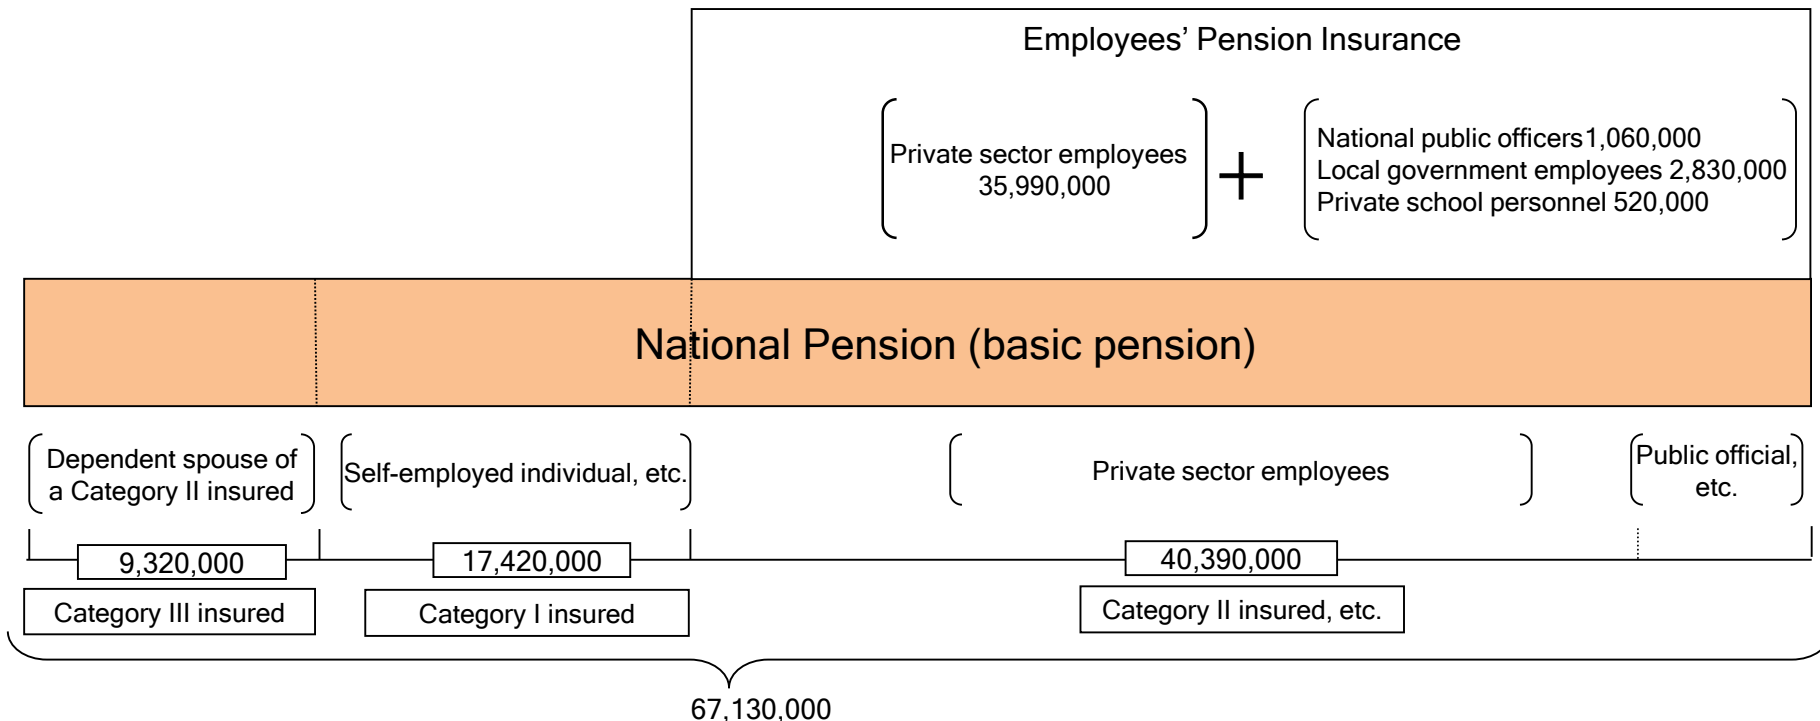 Employees’ Pension Insurance
Private sector employees
35,990,000
+
National public officers1,060,000
Local government employees 2,830,000
Private school personnel 520,000
National Pension (basic pension)
Dependent spouse of
a Category II insured
Self-employed individual, etc.
Private sector employees
Public official,
etc.
9,320,000
17,420,000
40,390,000
Category III insured
Category I insured
Category II insured, etc.
67,130,000